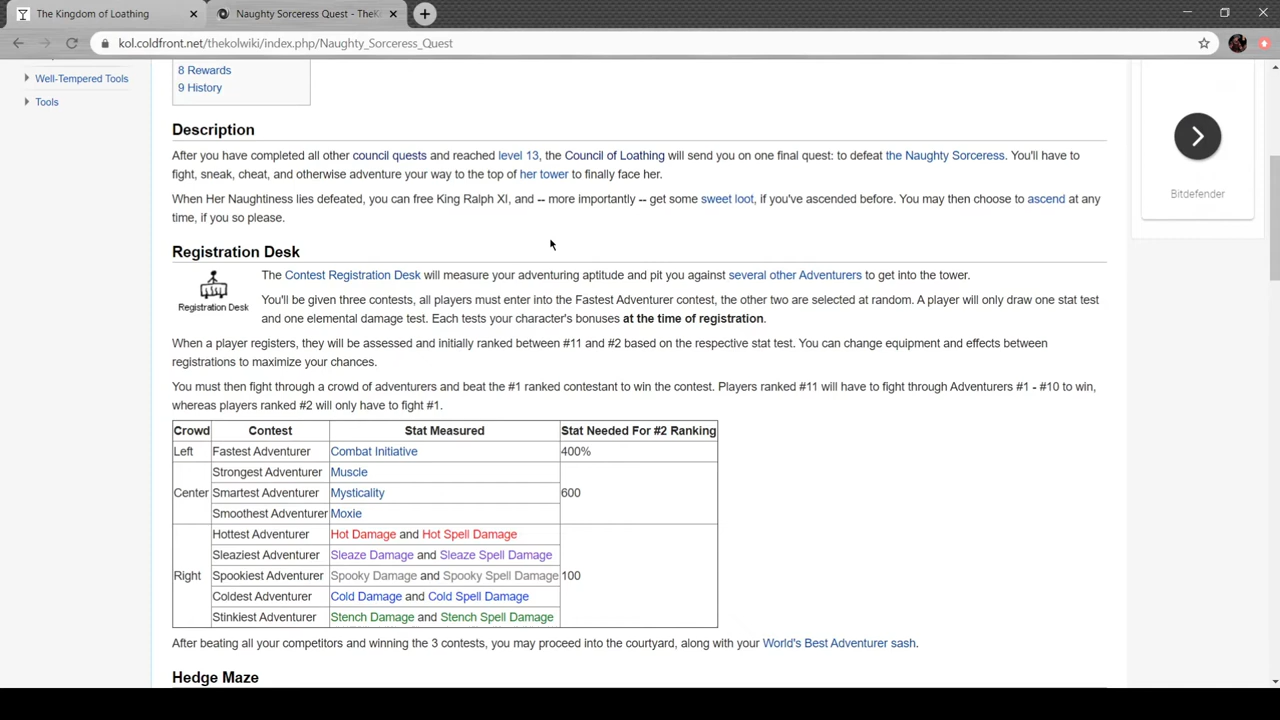 The Kingdom of Loathing
Naughty Sorceress Quest - TheK
kol.coldfront.net/thekolwiki/index.php/Naughty_Sorceress_Quest
Well-Tempered Tools
Tools
8 Rewards
9 History
Description
After you have completed all other council quests and reached level 13, the Council of Loathing will send you on one final quest: to defeat the Naughty Sorceress. You'll have to
fight, sneak, cheat, and otherwise adventure your way to the top of her tower to finally face her.
When Her Naughtiness lies defeated, you can free King Ralph XI, and -- more importantly -- get some sweet loot, if you've ascended before. You may then choose to ascend at any
time, if you so please.
Registration Desk
Registration Desk
The Contest Registration Desk will measure your adventuring aptitude and pit you against several other Adventurers to get into the tower.
You'll be given three contests, all players must enter into the Fastest Adventurer contest, the other two are selected at random. A player will only draw one stat test
and one elemental damage test. Each tests your character's bonuses at the time of registration.
When a player registers, they will be assessed and initially ranked between #11 and #2 based on the respective stat test. You can change equipment and effects between
registrations to maximize your chances.
You must then fight through a crowd of adventurers and beat the #1 ranked contestant to win the contest. Players ranked #11 will have to fight through Adventurers #1 - #10 to win,
whereas players ranked #2 will only have to fight #1.
Crowd Contest Stat Measured Stat Needed For #2 Ranking
Left Fastest Adventurer Combat Initiative 400%
Strongest Adventurer Muscle
Center Smartest Adventurer Mysticality 600
Smoothest Adventurer Moxie
Hottest Adventurer Hot Damage and Hot Spell Damage
Sleaziest Adventurer Sleaze Damage and Sleaze Spell Damage
Right Spookiest Adventurer Spooky Damage and Spooky Spell Damage 100
Coldest Adventurer Cold Damage and Cold Spell Damage
Stinkiest Adventurer Stench Damage and Stench Spell Damage
After beating all your competitors and winning the 3 contests, you may proceed into the courtyard, along with your World's Best Adventurer sash.
Hedge Maze
Bitdefender